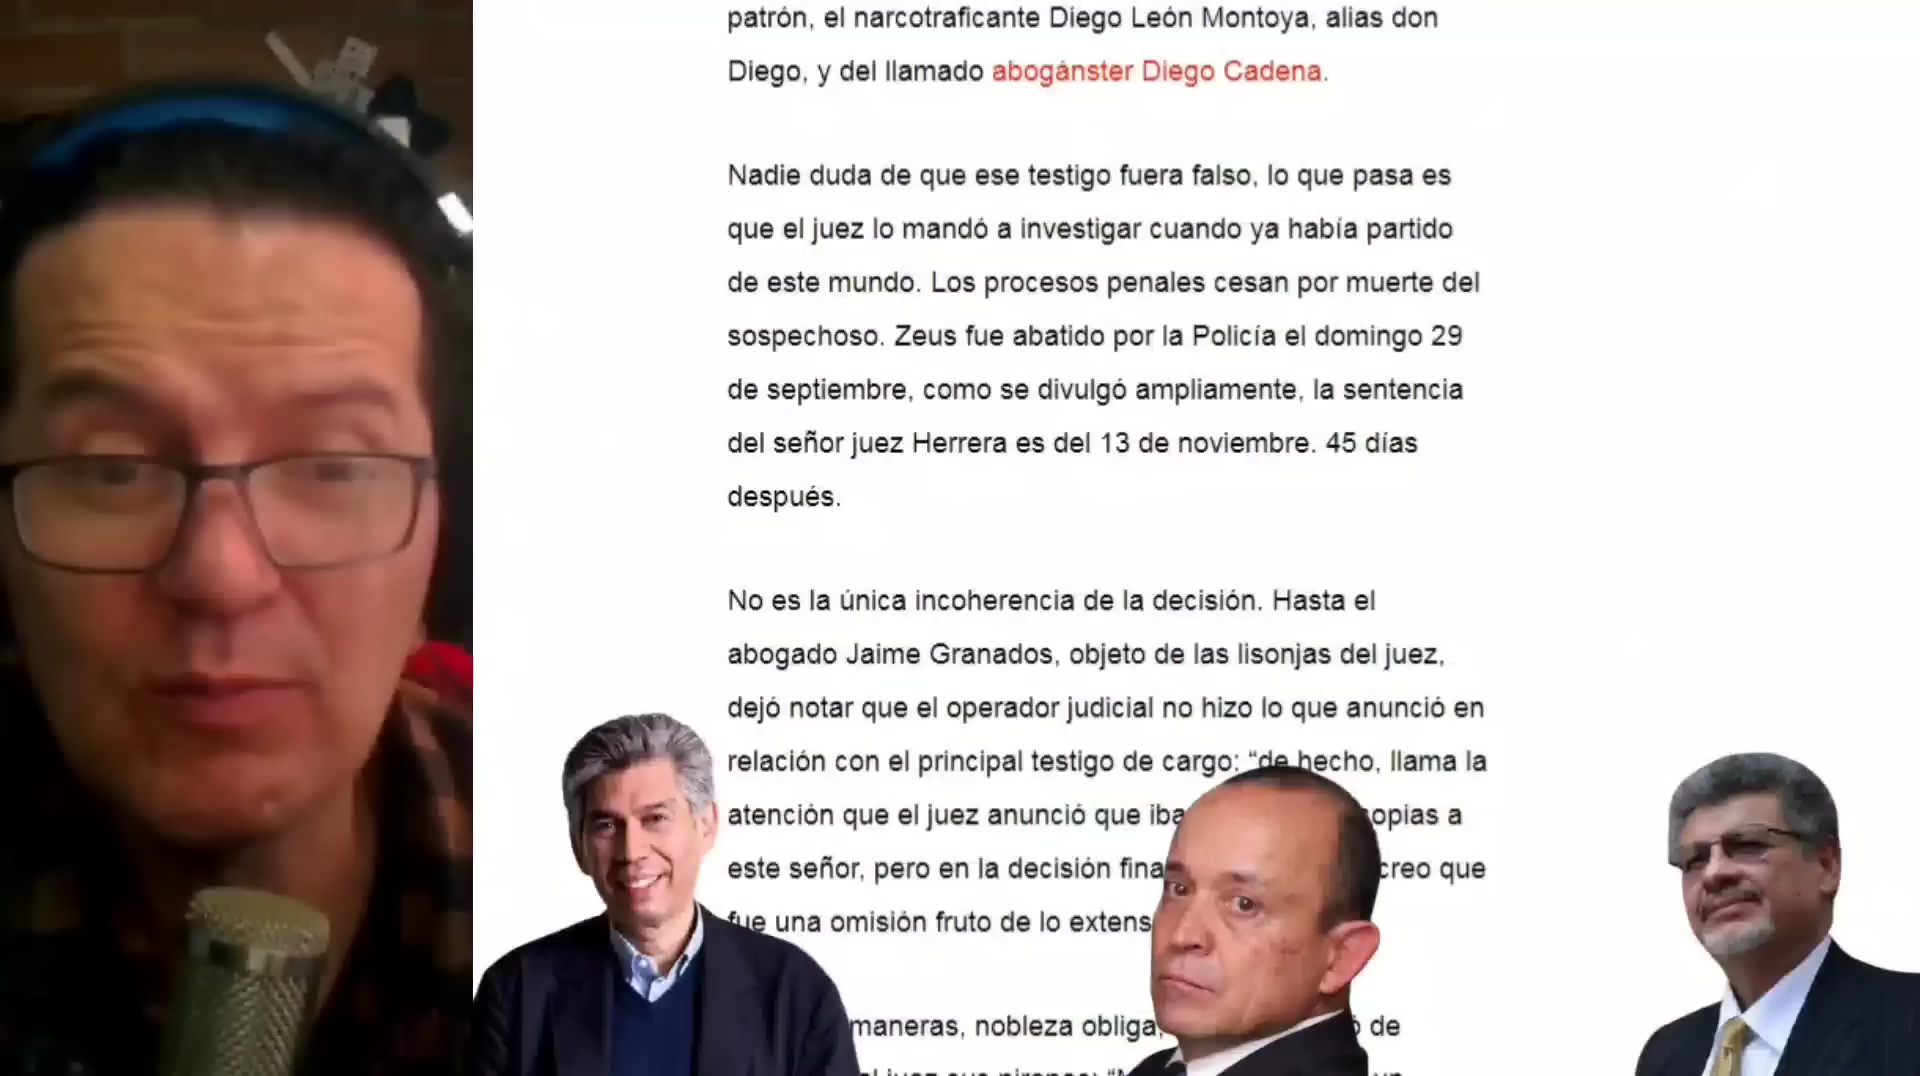 patrón, el narcotraficante Diego León Montoya, alias don
Diego, y del llamado abogánster Diego Cadena.
Nadie duda de que ese testigo fuera falso, lo que pasa es
que el juez lo mandó a investigar cuando ya había partido
de este mundo. Los procesos penales cesan por muerte del
sospechoso. Zeus fue abatido por la Policía el domingo 29
de septiembre, como se divulgó ampliamente, la sentencia
del señor juez Herrera es del 13 de noviembre. 45 días
después.
No es la única incoherencia de la decisión. Hasta el
abogado Jaime Granados, objeto de las lisonjas del juez,
dejó notar que el operador judicial no hizo lo que anunció en
relación con el principal testigo de cargo: “de hecho, llama la
atención que el juez anunció que iba opias a
este señor, pero en la decisión fina creo que
fue una omisión fruto de lo extens
maneras, nobleza obliga, de
al juez sus piropos: